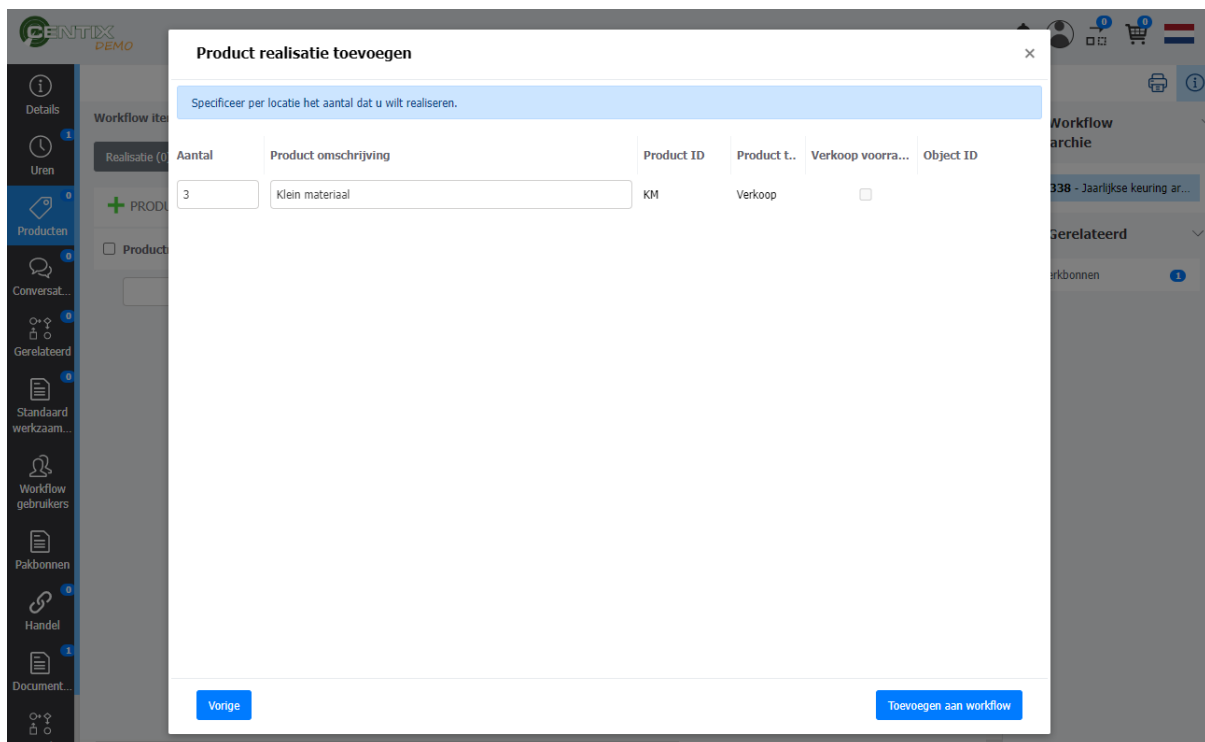 CENTIX
DEMO
0
0
Details
1
Uren
0
Producten
0
Conversat...
0
Gerelateerd
0
Standaard
werkzaam...
Workflow
gebruikers
Pakbonnen
0
Handel
1
Document...
Workflow
Realisatie (0
PRODU
Product realisatie toevoegen
×
Specificeer per locatie het aantal dat u wilt realiseren.
Aantal Product omschrijving Product ID Product t.. Verkoop voorra... Object ID
3 Klein materiaal KM Verkoop
Vorige
Toevoegen aan workflow
Workflow
archie
338 - Jaarlijkse keuring ar...
Gerelateerd
erkbonnen 1